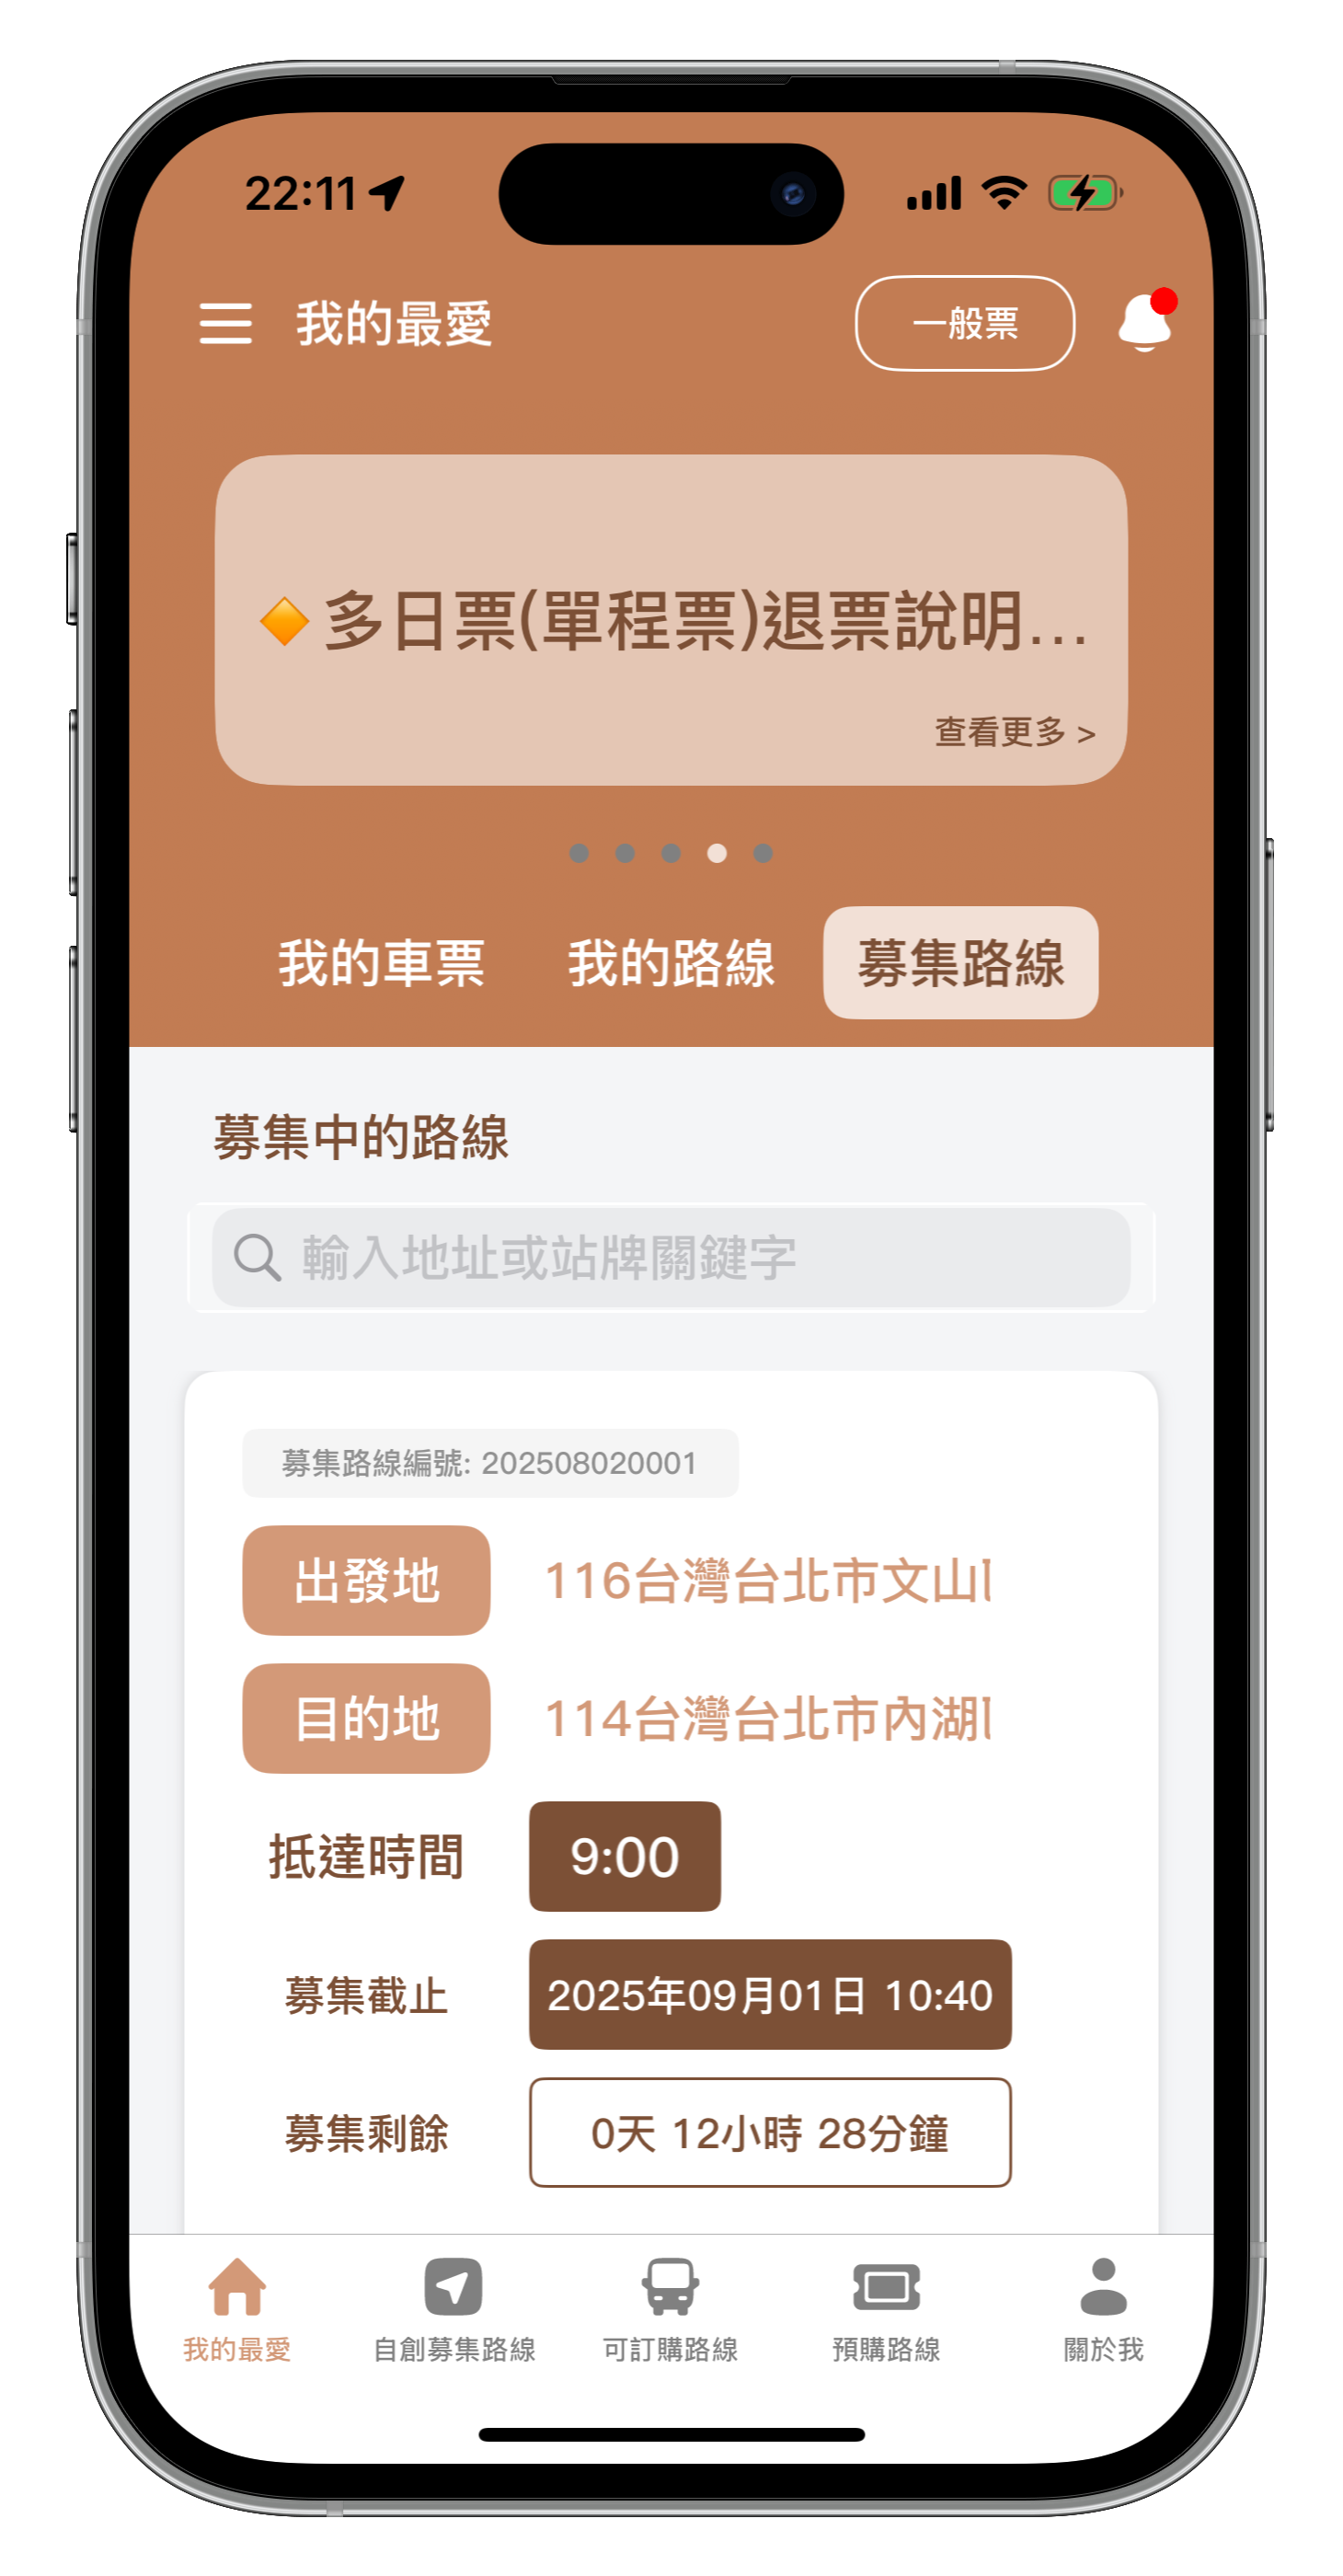 22:11
我的最愛
一般票
🔶多日票(單程票)退票說明...
查看更多 >
我的車票
我的路線
募集路線
募集中的路線
輸入地址或站牌關鍵字
募集路線編號: 202508020001
出發地
116台灣台北市文山
目的地
114台灣台北市內湖
抵達時間
9:00
募集截止
2025年09月01日 10:40
募集剩餘
0天 12小時 28分鐘
我的最愛
自創募集路線
可訂購路線
預購路線
關於我